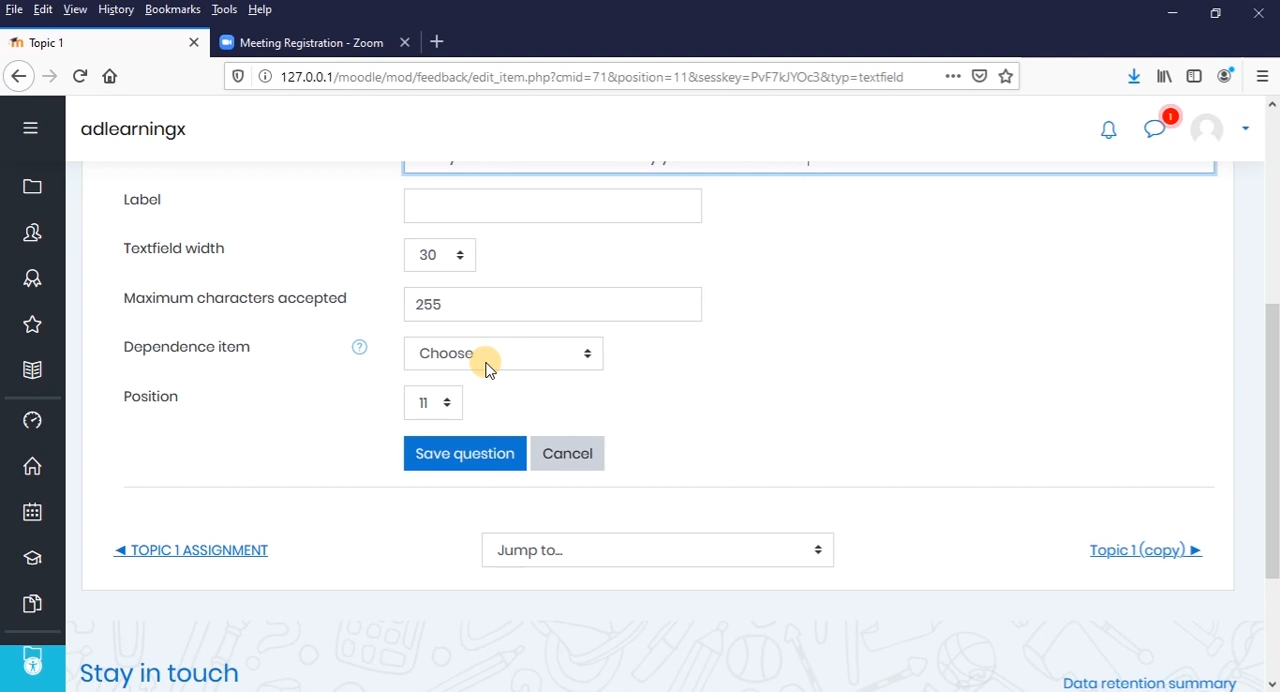 File Edit View History Bookmarks Tools Help
Topic 1
Meeting Registration - Zoom
127.0.0.1/moodle/mod/feedback/edit_item.php?cmid=71&position=11&sesskey=PvF7kJYOc3&typ=textfield
adlearningx
1
Label
Textfield width
30
Maximum characters accepted
255
Dependence item
?
Choose
Position
11
Save question
Cancel
◄ TOPIC 1 ASSIGNMENT
Jump to...
Topic 1 (copy) ►
Stay in touch
Data retention summary